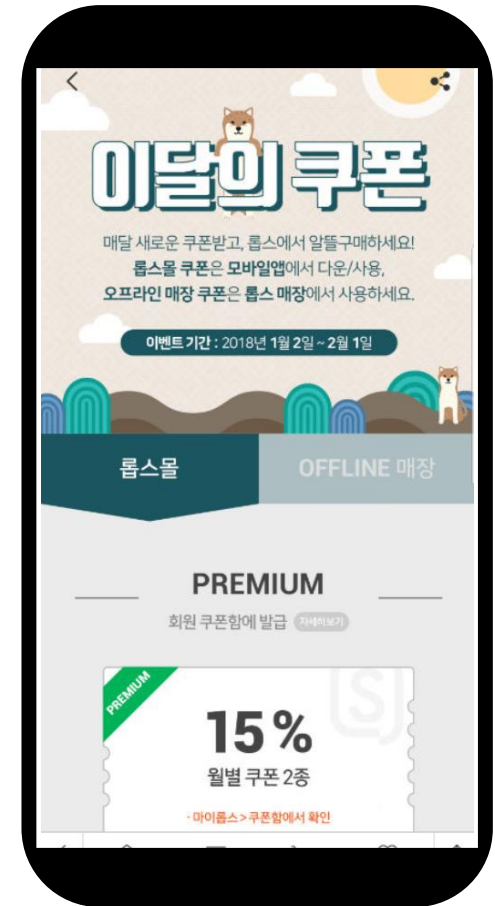 이달의 쿠폰
매달 새로운 쿠폰받고, 롭스에서 알뜰구매하세요!
롭스몰 쿠폰은 모바일앱에서 다운/사용,
오프라인 매장 쿠폰은 롭스 매장에서 사용하세요.
이벤트 기간 : 2018년 1월 2일 ~ 2월 1일
롭스몰
OFFLINE 매장
PREMIUM
회원 쿠폰함에 발급 자세히보기
PREMIUM
15%
월별 쿠폰 2종
· 마이롭스 > 쿠폰함에서 확인